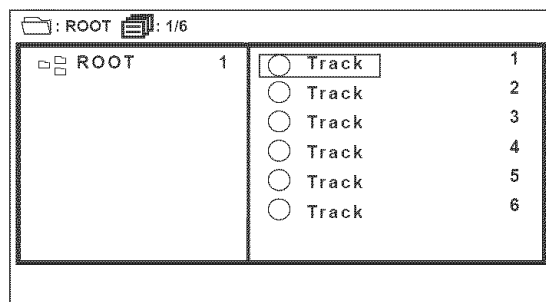 : ROOT : 1/6
ROOT 1
Track 1
Track 2
Track 3
Track 4
Track 5
Track 6